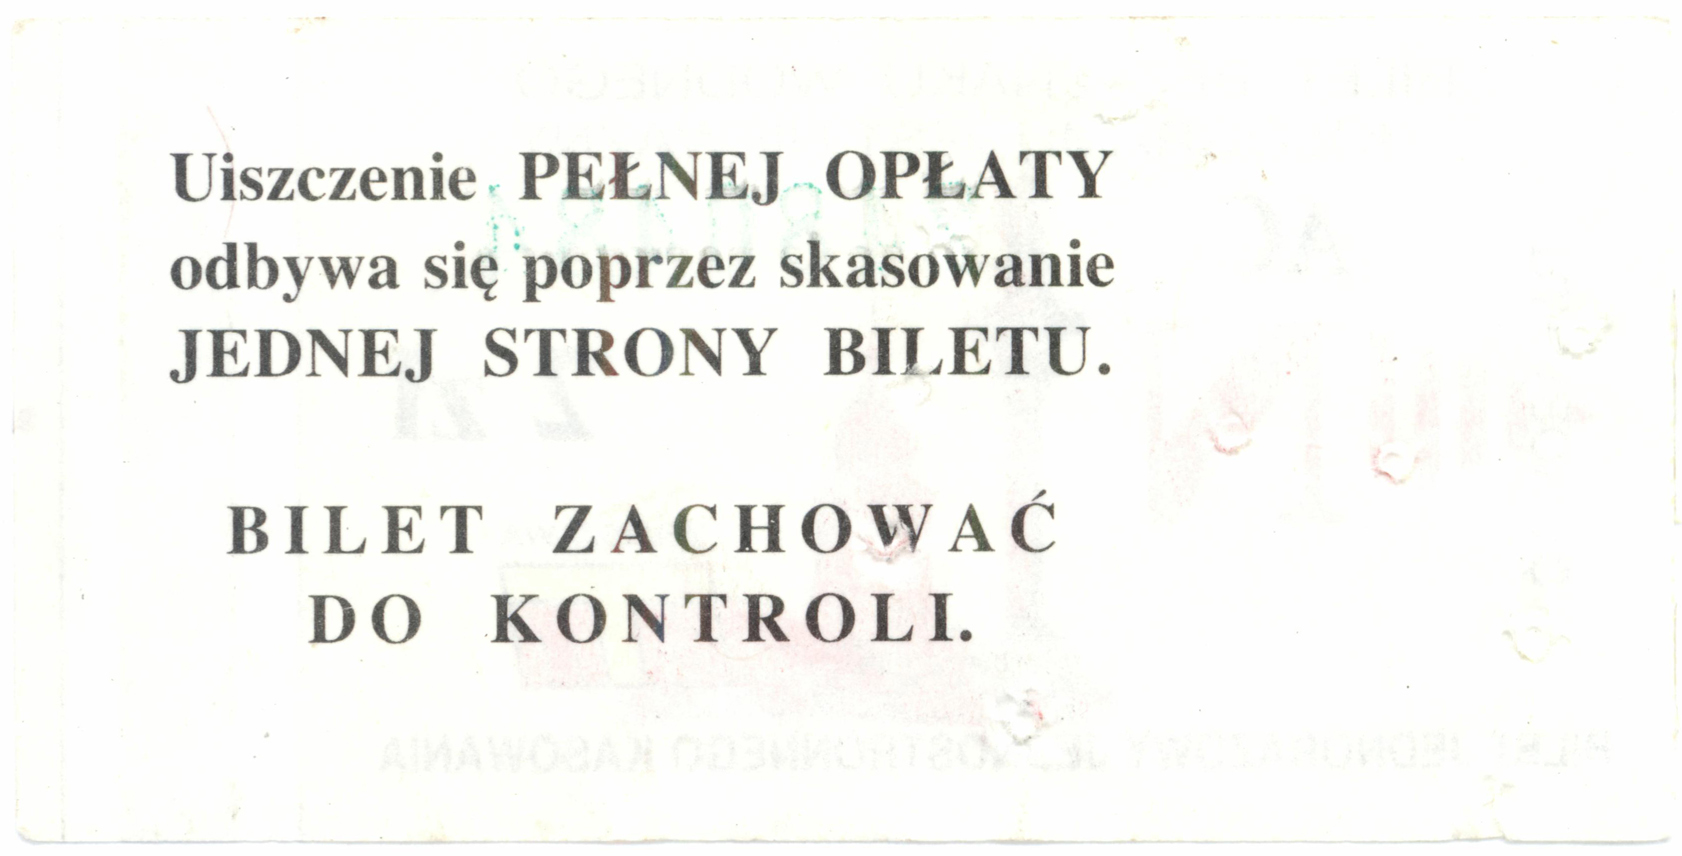 Uiszczenie PEŁNEJ OPŁATY
odbywa się poprzez skasowanie
JEDNEJ STRONY BILETU.
BILET ZACHOWAĆ
DO KONTROLI.